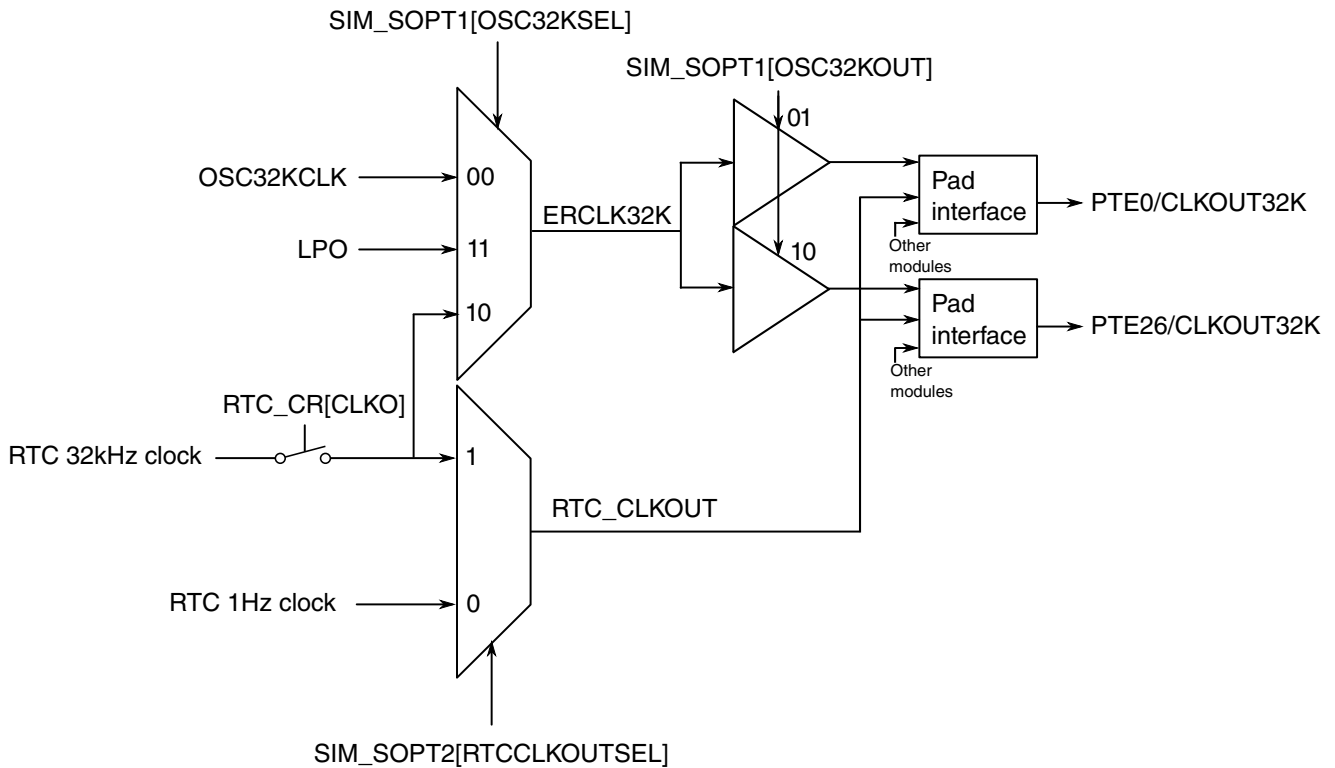 SIM_SOPT1[OSC32KSEL]
SIM_SOPT1[OSC32KOUT]
01
OSC32KCLK
00
Pad
interface
PTE0/CLKOUT32K
ERCLK32K
LPO
11
Other
modules
10
10
Pad
interface
PTE26/CLKOUT32K
Other
modules
RTC_CR[CLKO]
RTC 32kHz clock
1
RTC_CLKOUT
RTC 1Hz clock
0
SIM_SOPT2[RTCCLKOUTSEL]